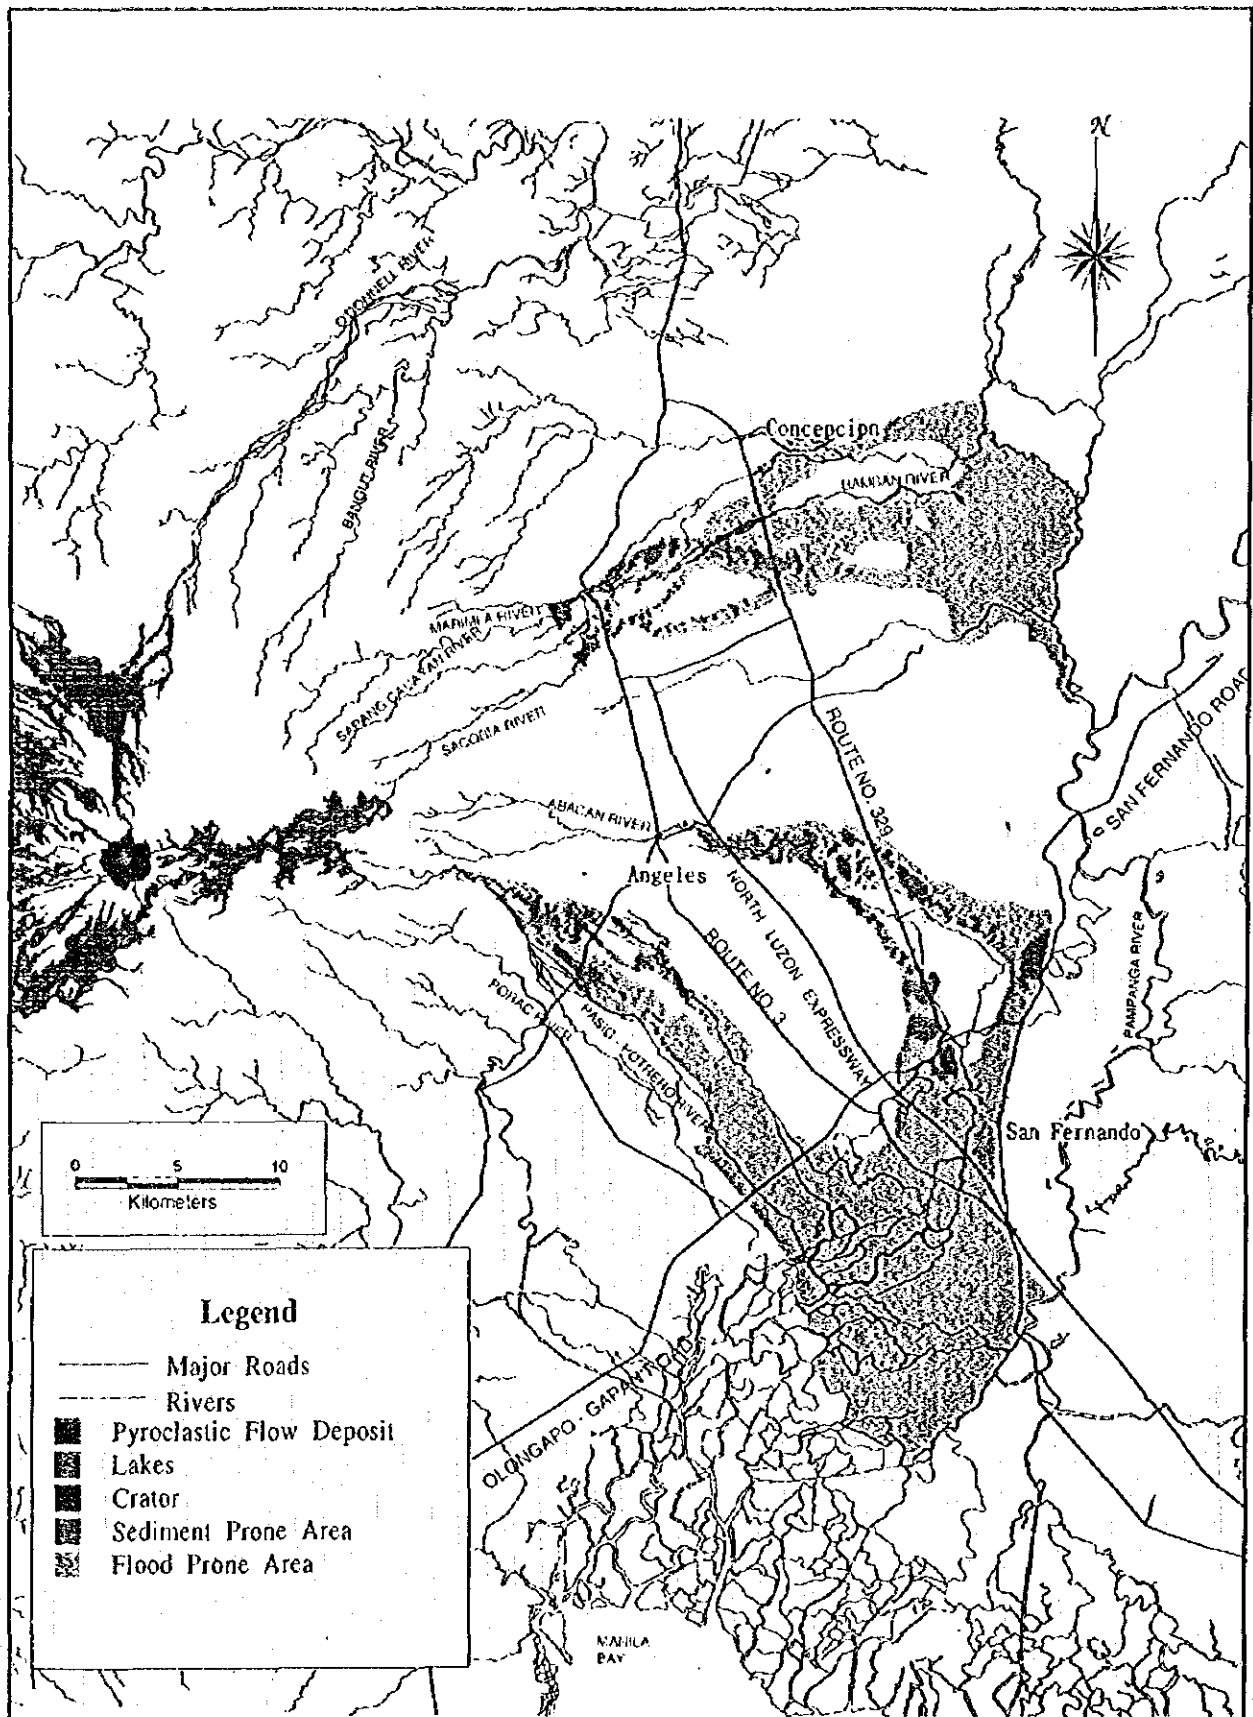 N
O'DONNELL RIVER
Concepcion
BANGUT RIVER
BAMBAN RIVER
MARIMLA RIVER
SAPANG CAUAYAN RIVER
SACOBIA RIVER
ROUTE NO. 329
SAN FERNANDO ROAD
ABACAN RIVER
Angeles
NORTH LUZON EXPRESSWAY
ROUTE NO. 3
PAMPANGA RIVER
PORAC RIVER
PASIG - POTRERO RIVER
San Fernando
0 5 10
Kilometers
OLONGAPO - GAPAN ROAD
Legend
Major Roads
Rivers
Pyroclastic Flow Deposit
Lakes
Crator
Sediment Prone Area
Flood Prone Area
MANILA
BAY